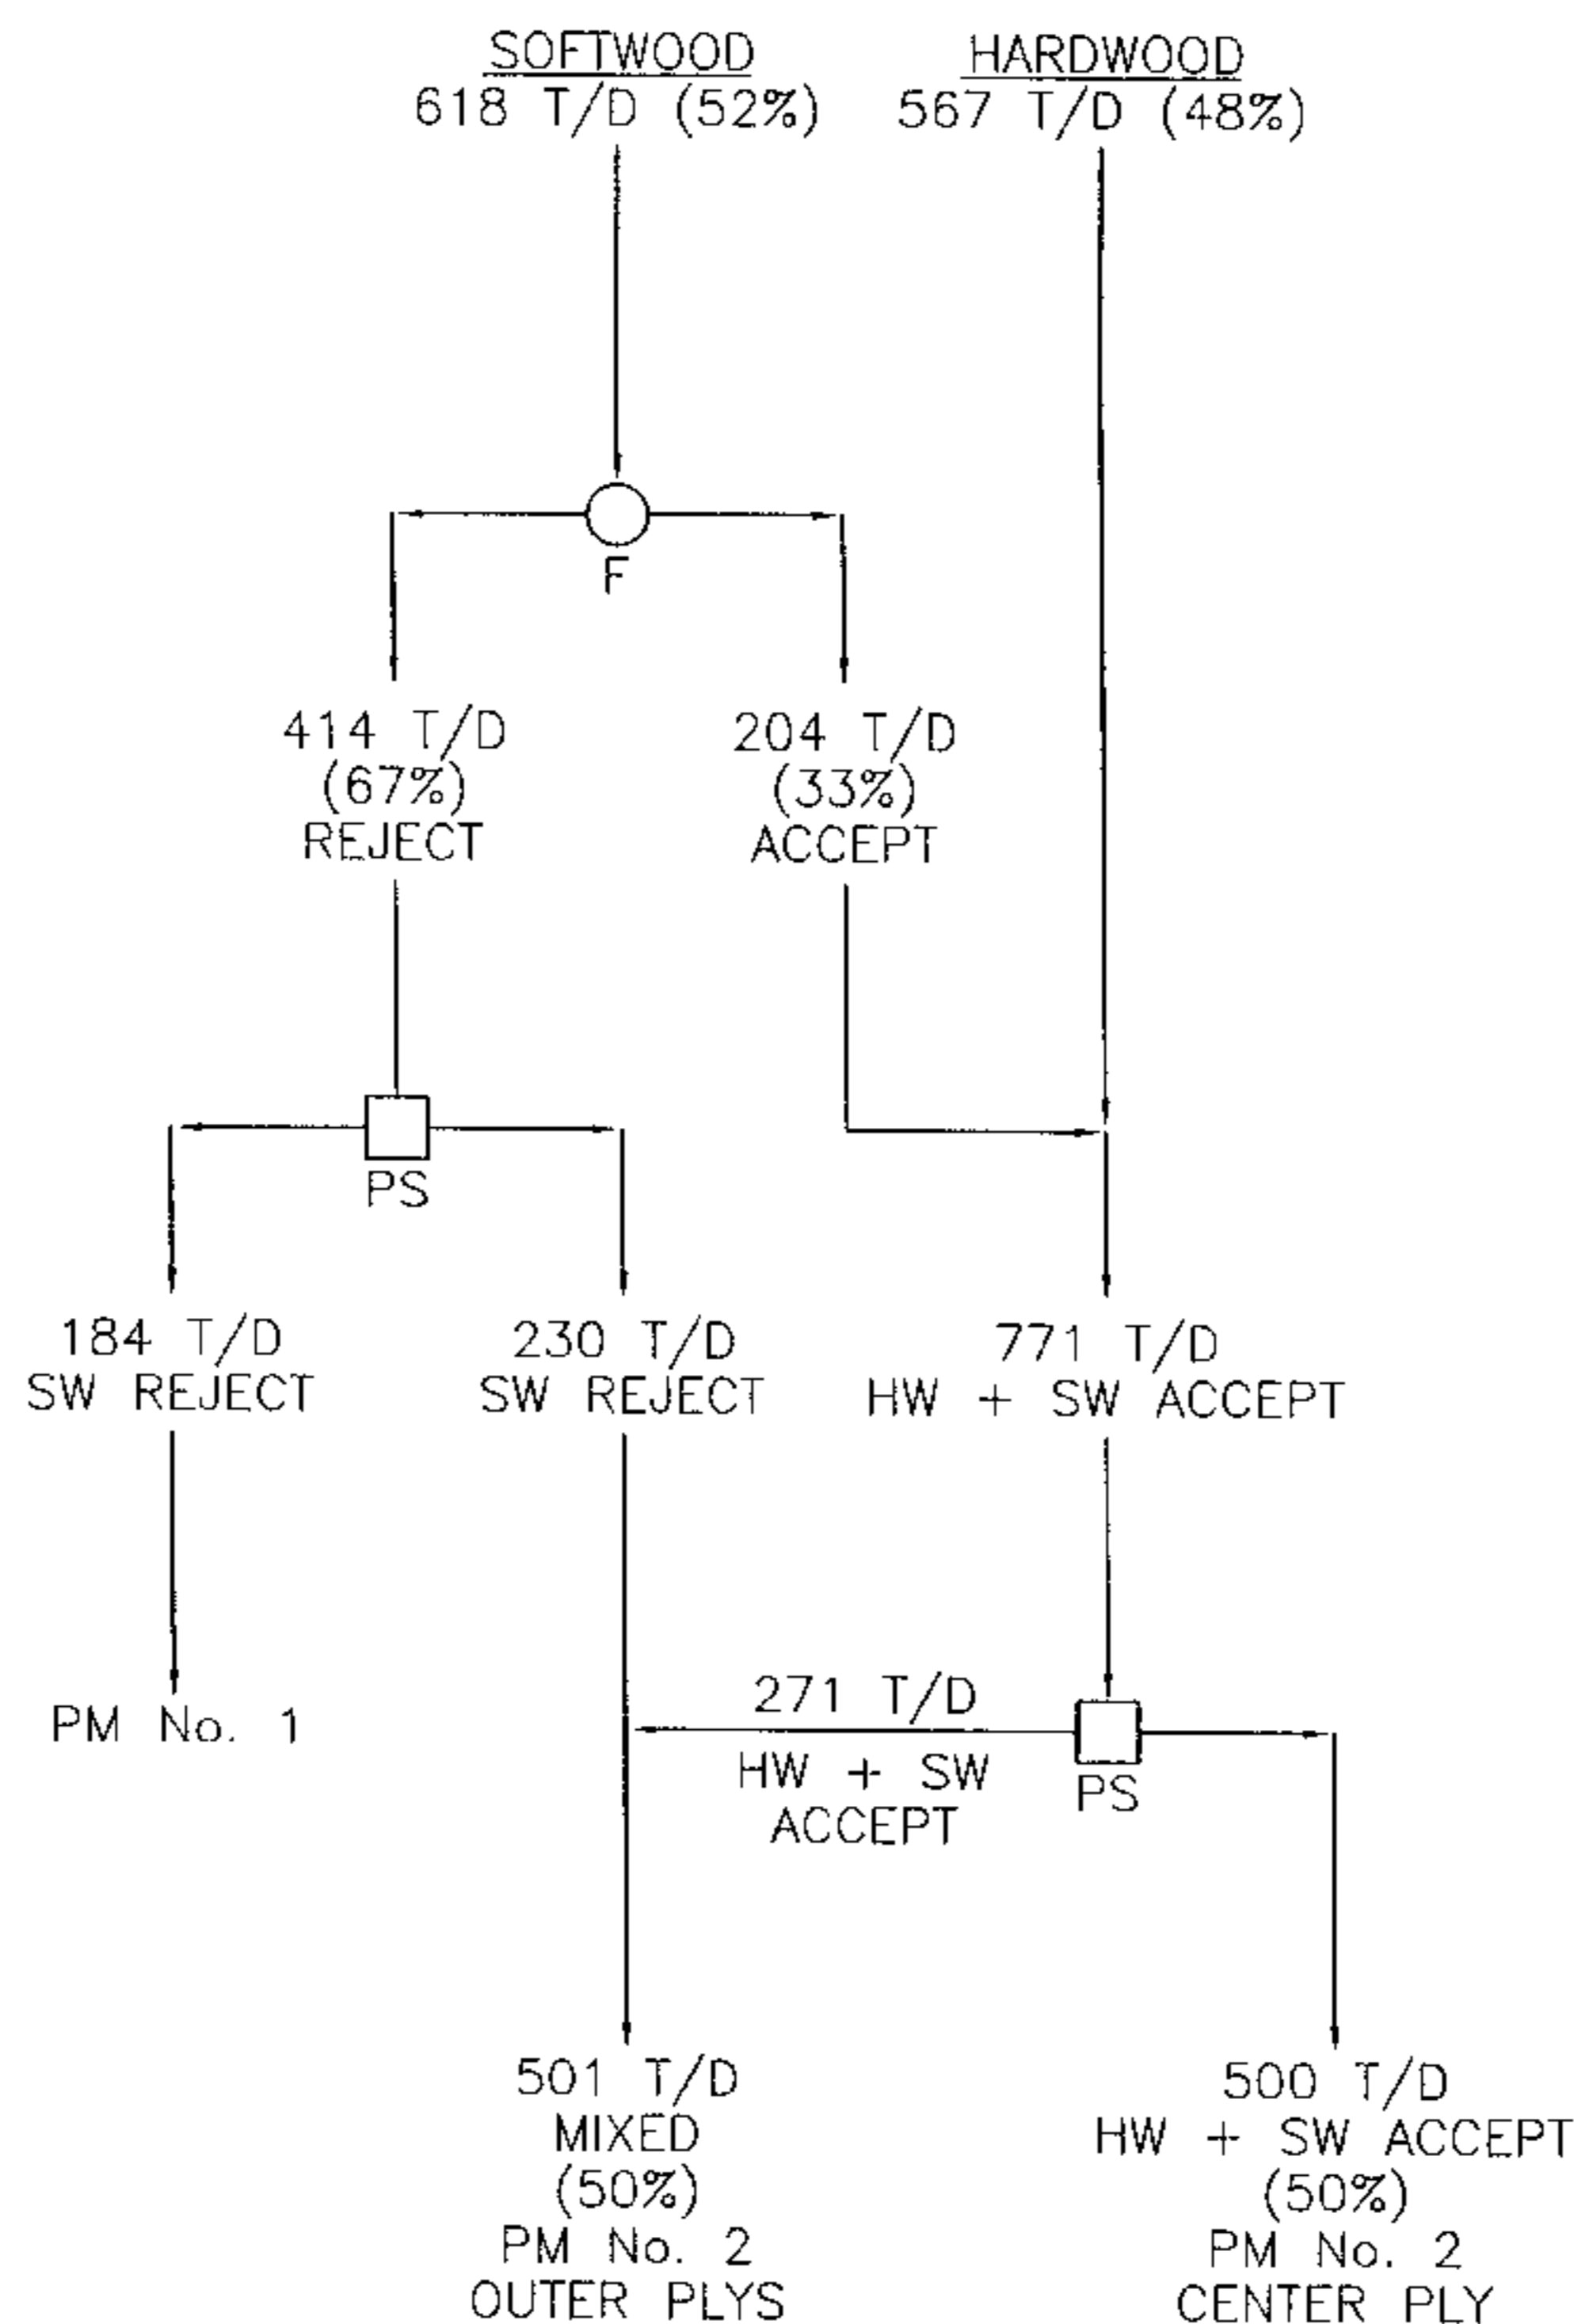 SOFTWOOD
618 T/D (52%)
HARDWOOD
567 T/D (48%)
F
414 T/D
(67%)
REJECT
204 T/D
(33%)
ACCEPT
PS
184 T/D
SW REJECT
230 T/D
SW REJECT
771 T/D
HW + SW ACCEPT
PM No. 1
271 T/D
HW + SW
ACCEPT
PS
501 T/D
MIXED
(50%)
PM No. 2
OUTER PLYS
500 T/D
HW + SW ACCEPT
(50%)
PM No. 2
CENTER PLY